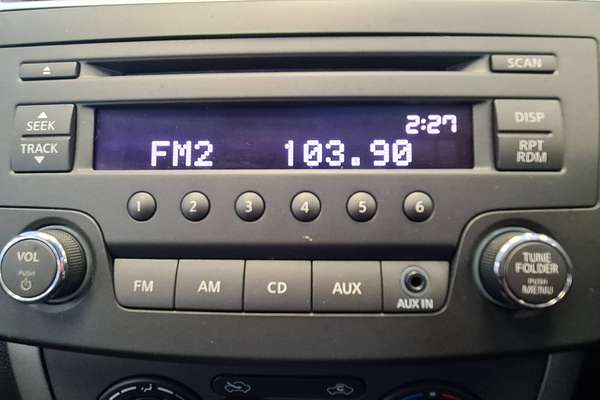 SCAN
SEEK
TRACK
2:27
FM2 103.90
DISP
RPT
RDM
1 2 3 4 5 6
VOL
PUSH
FM AM CD AUX
AUX IN
TUNE
FOLDER
PUSH